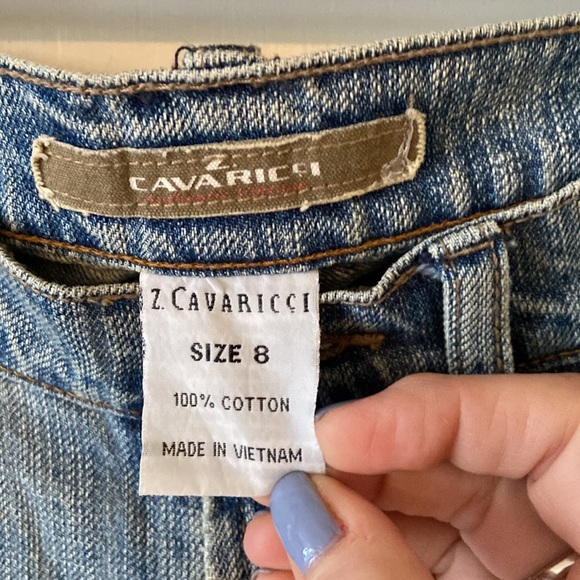 Z.
CAVARICCI
Z. CAVARICCI
SIZE 8
100% COTTON
MADE IN VIETNAM